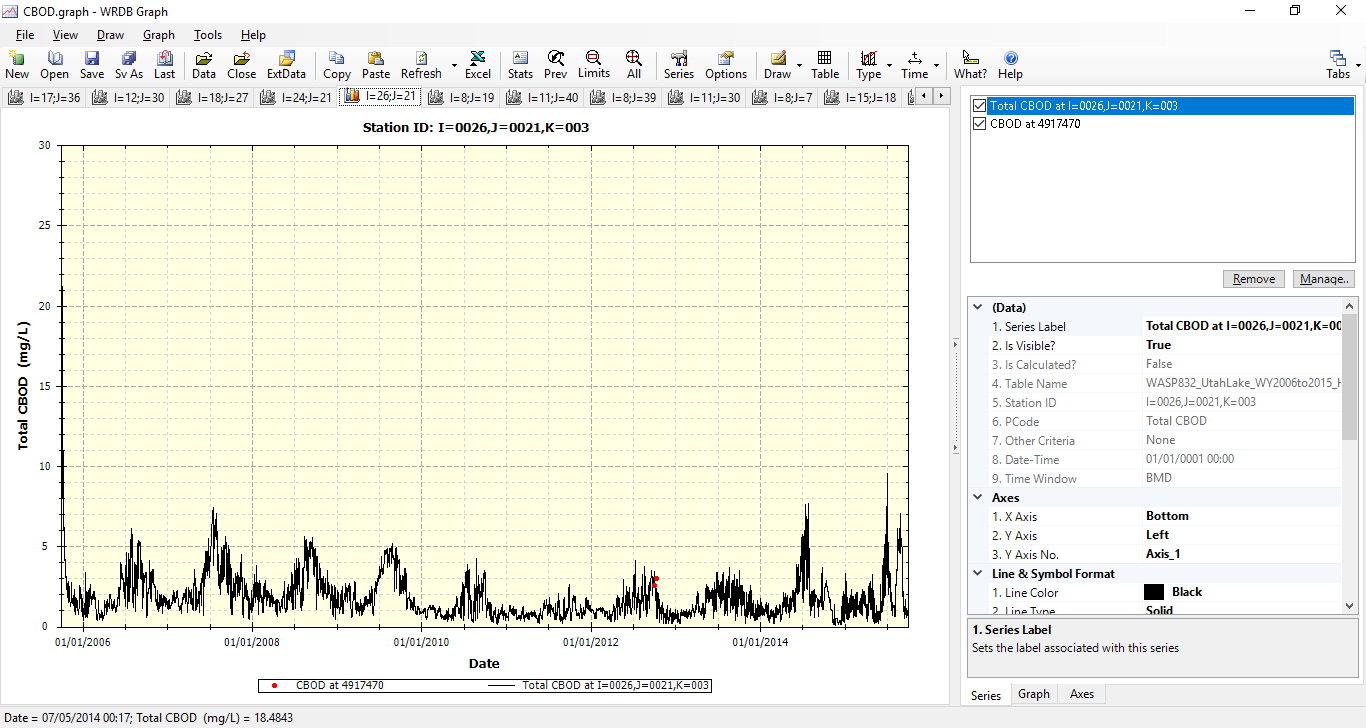 CBOD.graph - WRDB Graph
File View Draw Graph Tools Help
New Open Save Sv As Last Data Close ExtData Copy Paste Refresh Excel Stats Prev Limits All Series Options Draw Table Type Time What? Help Tabs
I=17;J=36 I=12;J=30 I=18;J=27 I=24;J=21 I=26;J=21 I=8;J=19 I=11;J=40 I=8;J=39 I=11;J=30 I=8;J=7 I=15;J=18
Station ID: I=0026,J=0021,K=003
30
25
20
15
10
5
0
Total CBOD (mg/L)
01/01/2006 01/01/2008 01/01/2010 01/01/2012 01/01/2014
Date
CBOD at 4917470 Total CBOD at I=0026,J=0021,K=003
Total CBOD at I=0026,J=0021,K=003
CBOD at 4917470
Remove Manage..
(Data)
1. Series Label Total CBOD at I=0026,J=0021,K=00
2. Is Visible? True
3. Is Calculated? False
4. Table Name WASP832_UtahLake_WY2006to2015_H
5. Station ID I=0026,J=0021,K=003
6. PCode Total CBOD
7. Other Criteria None
8. Date-Time 01/01/0001 00:00
9. Time Window BMD
Axes
1. X Axis Bottom
2. Y Axis Left
3. Y Axis No. Axis_1
Line & Symbol Format
1. Line Color Black
2. Line Type Solid
1. Series Label
Sets the label associated with this series
Series Graph Axes
Date = 07/05/2014 00:17; Total CBOD (mg/L) = 18.4843